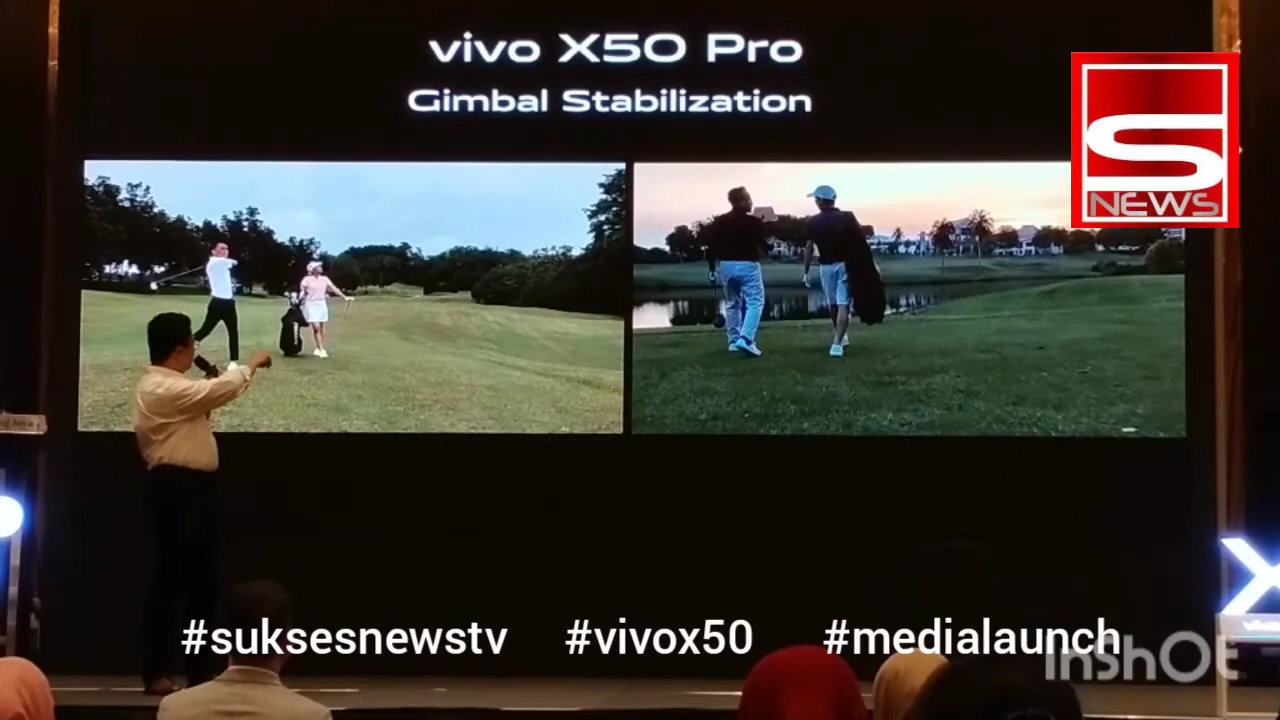 vivo X50 Pro
Gimbal Stabilization
S
NEWS
#suksesnewstv #vivox50 #medialaunch
InShOt